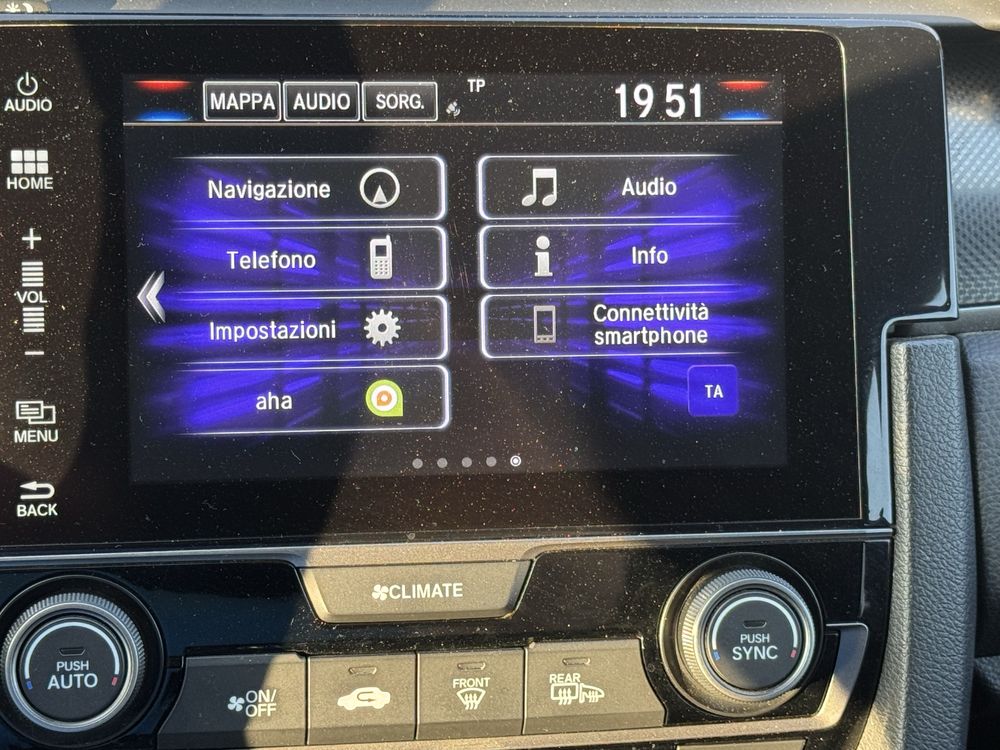 AUDIO
HOME
+
VOL
−
MENU
BACK
MAPPA AUDIO SORG. TP 19 51
Navigazione
Audio
Telefono
Info
Impostazioni
Connettività
smartphone
aha
TA
CLIMATE
PUSH
AUTO
ON/
OFF
FRONT
REAR
PUSH
SYNC